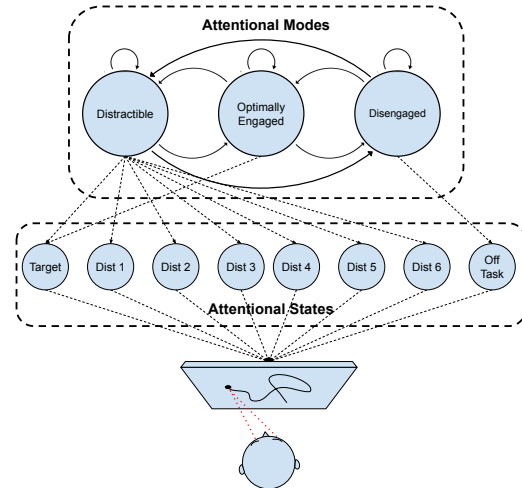 Attentional Modes
Distractible
Optimally
Engaged
Disengaged
Target
Dist 1
Dist 2
Dist 3
Dist 4
Dist 5
Dist 6
Off
Task
Attentional States